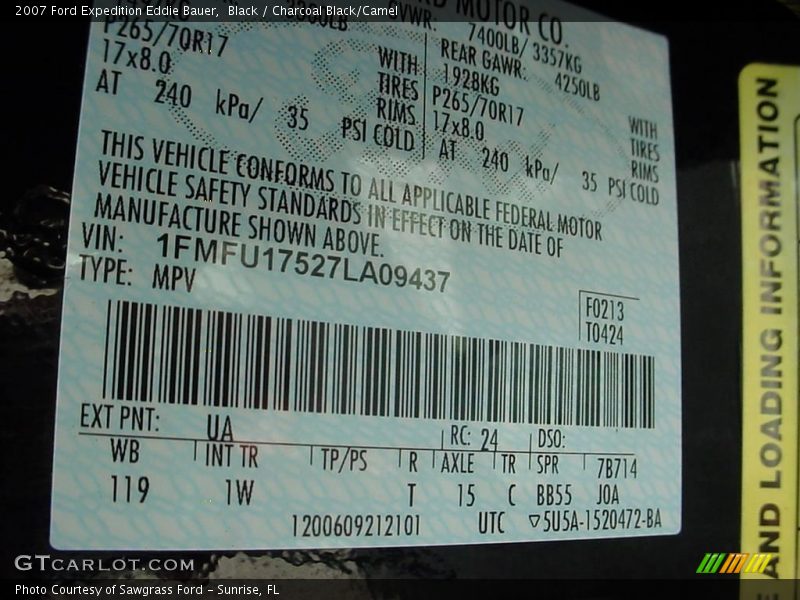 2007 Ford Expedition Eddie Bauer, Black / Charcoal Black/Camel
MOTOR CO.
7400LB/ 3357KG
P265/70R17 REAR GAWR: 4250LB
17x8.0 WITH 1928KG WITH
TIRES P265/70R17 TIRES
RIMS 17x8.0 RIMS
AT 240 kPa/ 35 PSI COLD AT 240 kPa/ 35 PSI COLD
THIS VEHICLE CONFORMS TO ALL APPLICABLE FEDERAL MOTOR
VEHICLE SAFETY STANDARDS IN EFFECT ON THE DATE OF
MANUFACTURE SHOWN ABOVE.
VIN: 1FMFU17527LA09437
TYPE: MPV
F0213
T0424
EXT PNT: UA RC: 24 DSO:
WB INT TR TP/PS R AXLE TR SPR 7B714
119 1W T 15 C BB55 J0A
1200609212101 UTC ▽5U5A-1520472-BA
AND LOADING INFORMATION
GTCARLOT.COM
Photo Courtesy of Sawgrass Ford - Sunrise, FL